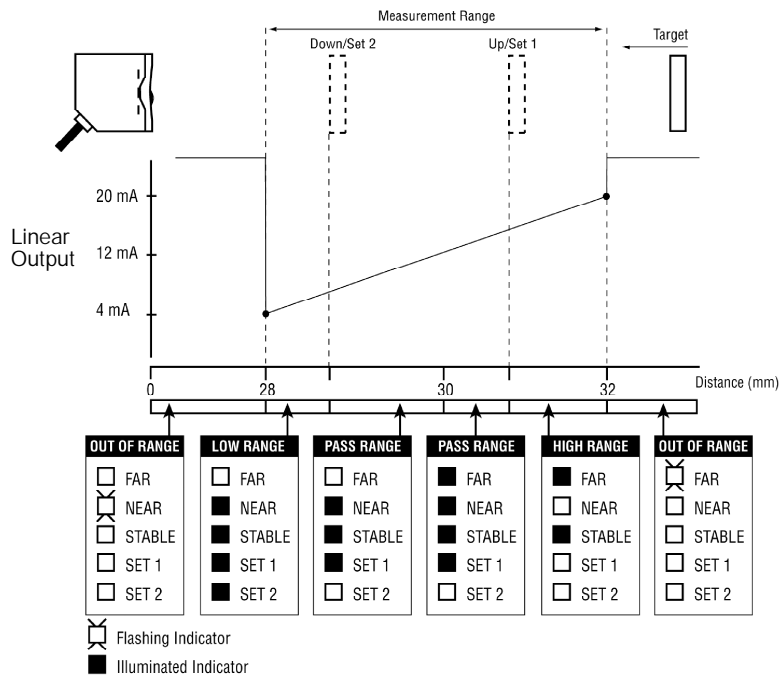 Measurement Range
Down/Set 2
Up/Set 1
Target
20 mA
Linear
Output
12 mA
4 mA
0
28
30
32
Distance (mm)
OUT OF RANGE
FAR
NEAR
STABLE
SET 1
SET 2
LOW RANGE
FAR
NEAR
STABLE
SET 1
SET 2
PASS RANGE
FAR
NEAR
STABLE
SET 1
SET 2
PASS RANGE
FAR
NEAR
STABLE
SET 1
SET 2
HIGH RANGE
FAR
NEAR
STABLE
SET 1
SET 2
OUT OF RANGE
FAR
NEAR
STABLE
SET 1
SET 2
Flashing Indicator
Illuminated Indicator